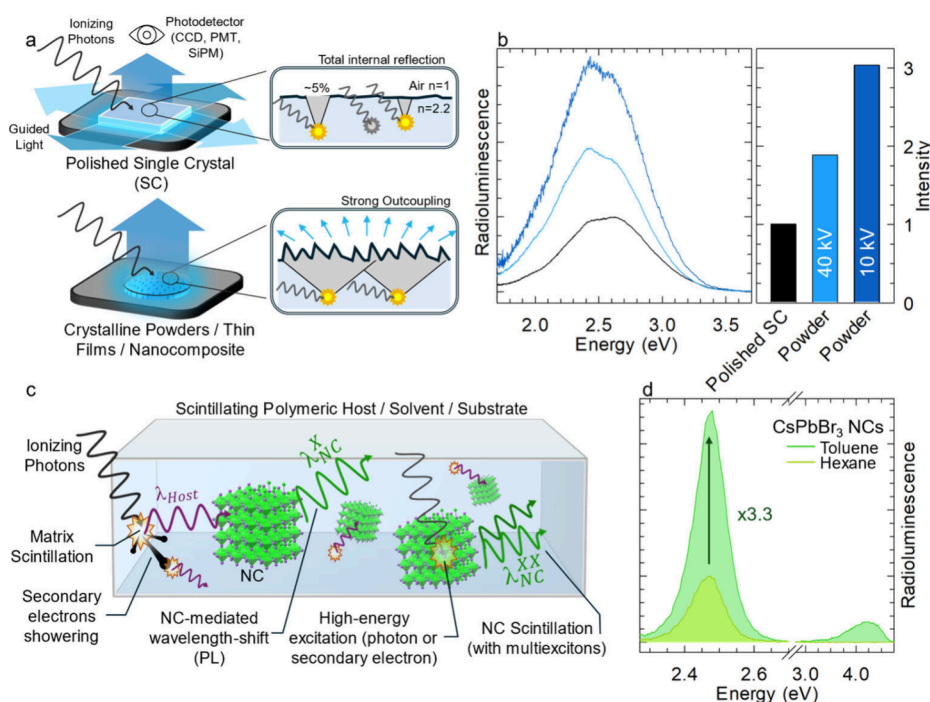 a
Ionizing
Photons
Photodetector
(CCD, PMT,
SiPM)
Guided
Light
Polished Single Crystal
(SC)
Total internal reflection
~5%
Air n=1
n=2.2
Strong Outcoupling
Crystalline Powders / Thin
Films / Nanocomposite
b
Radioluminescence
2.0 2.5 3.0 3.5
Energy (eV)
40 kV
10 kV
Polished SC
Powder
Powder
3
2
1
0
Intensity
c
Scintillating Polymeric Host / Solvent / Substrate
Ionizing
Photons
λHost
λXNC
Matrix
Scintillation
NC
λXXNC
Secondary
electrons
showering
NC-mediated
wavelength-shift
(PL)
High-energy
excitation (photon or
secondary electron)
NC Scintillation
(with multiexcitons)
d
CsPbBr3 NCs
Toluene
Hexane
x3.3
Radioluminescence
2.4 2.6 3.0 4.0
Energy (eV)